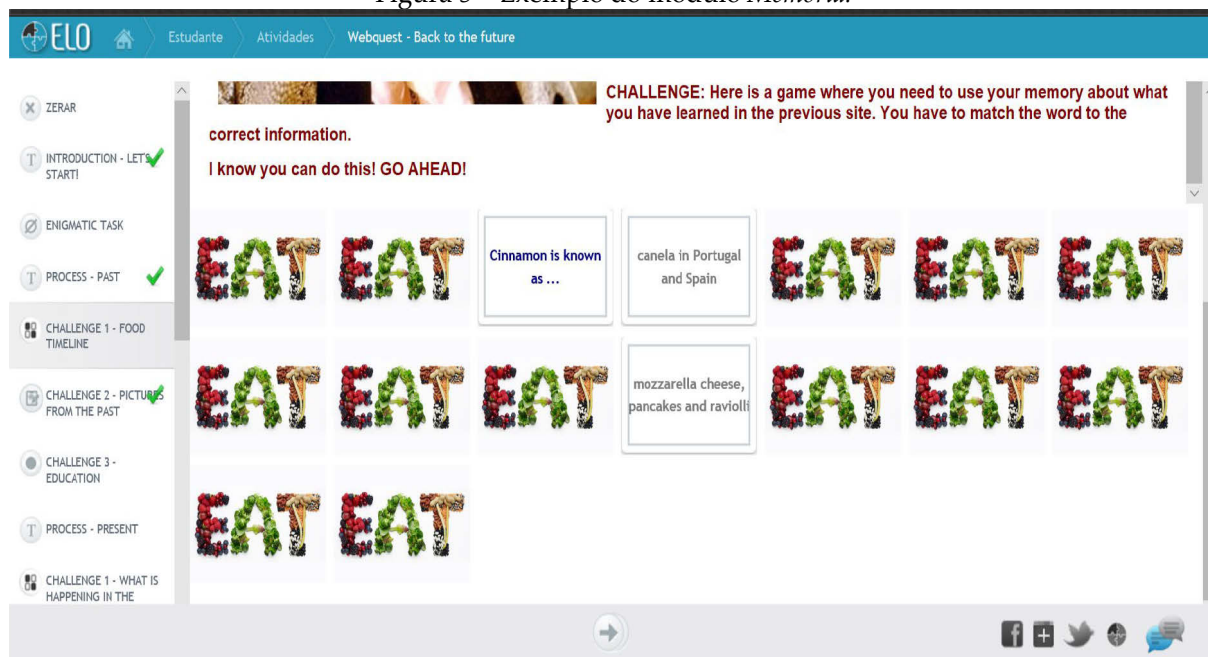 Figura 3 – Exemplo do módulo Memória.
ELO
Estudante
Atividades
Webquest - Back to the future
ZERAR
INTRODUCTION - LET'S
START!
ENIGMATIC TASK
PROCESS - PAST
CHALLENGE 1 - FOOD
TIMELINE
CHALLENGE 2 - PICTURES
FROM THE PAST
CHALLENGE 3 -
EDUCATION
PROCESS - PRESENT
CHALLENGE 1 - WHAT IS
HAPPENING IN THE
CHALLENGE: Here is a game where you need to use your memory about what
you have learned in the previous site. You have to match the word to the
correct information.
I know you can do this! GO AHEAD!
EAT
EAT
Cinnamon is known
as ...
canela in Portugal
and Spain
EAT
EAT
EAT
EAT
EAT
EAT
mozzarella cheese,
pancakes and raviolli
EAT
EAT
EAT
EAT
EAT